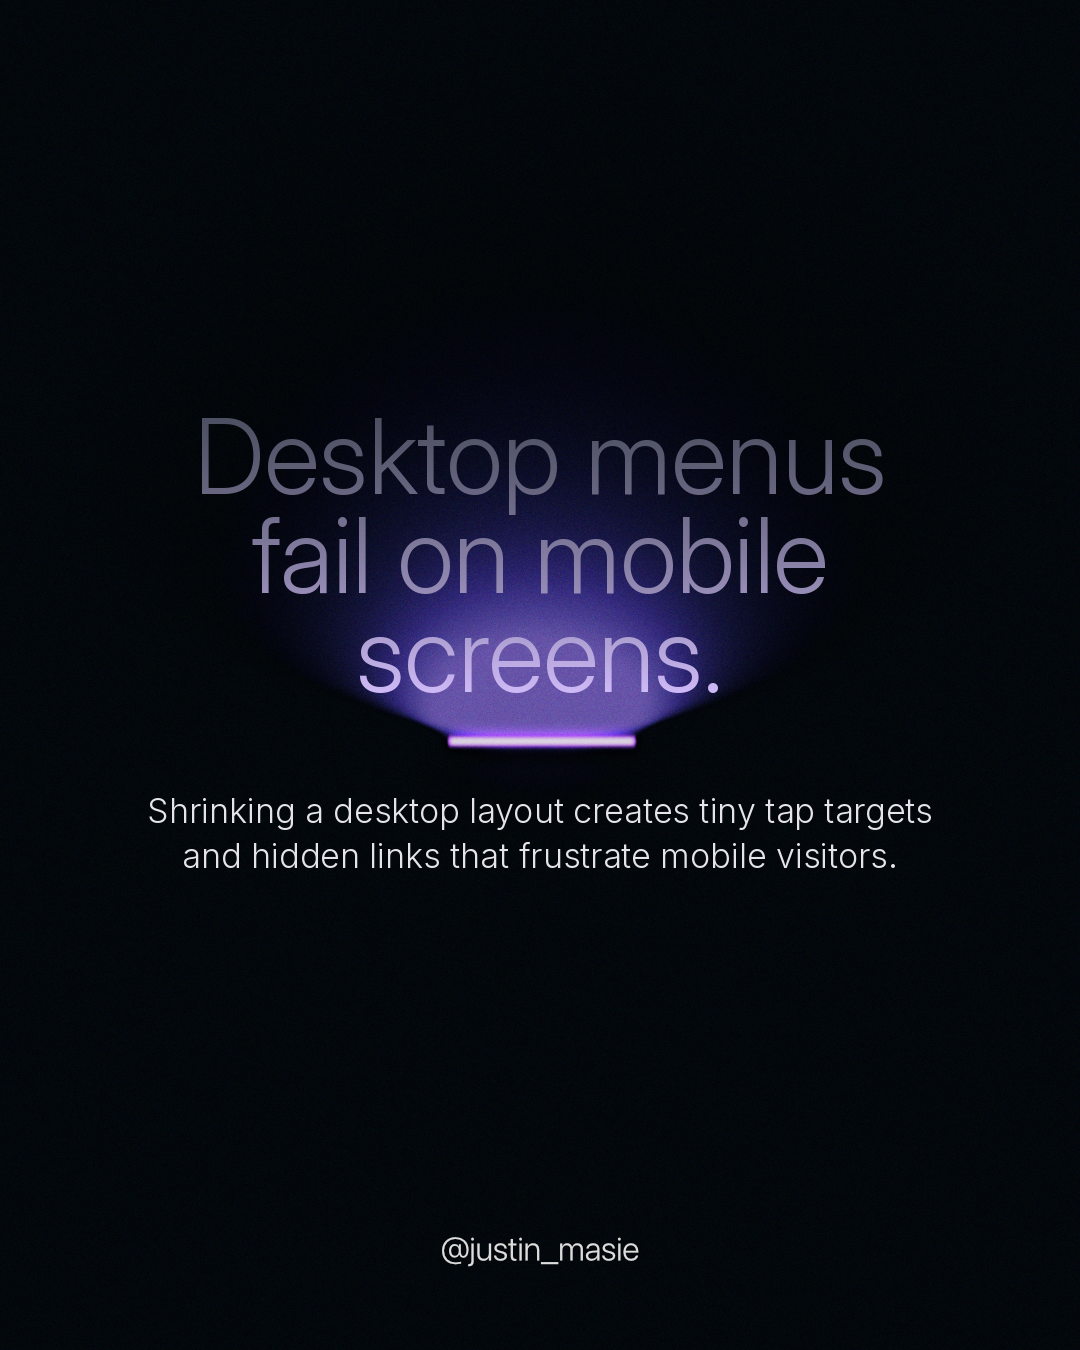 Desktop menus
fail on mobile
screens.
Shrinking a desktop layout creates tiny tap targets
and hidden links that frustrate mobile visitors.
@justin_masie